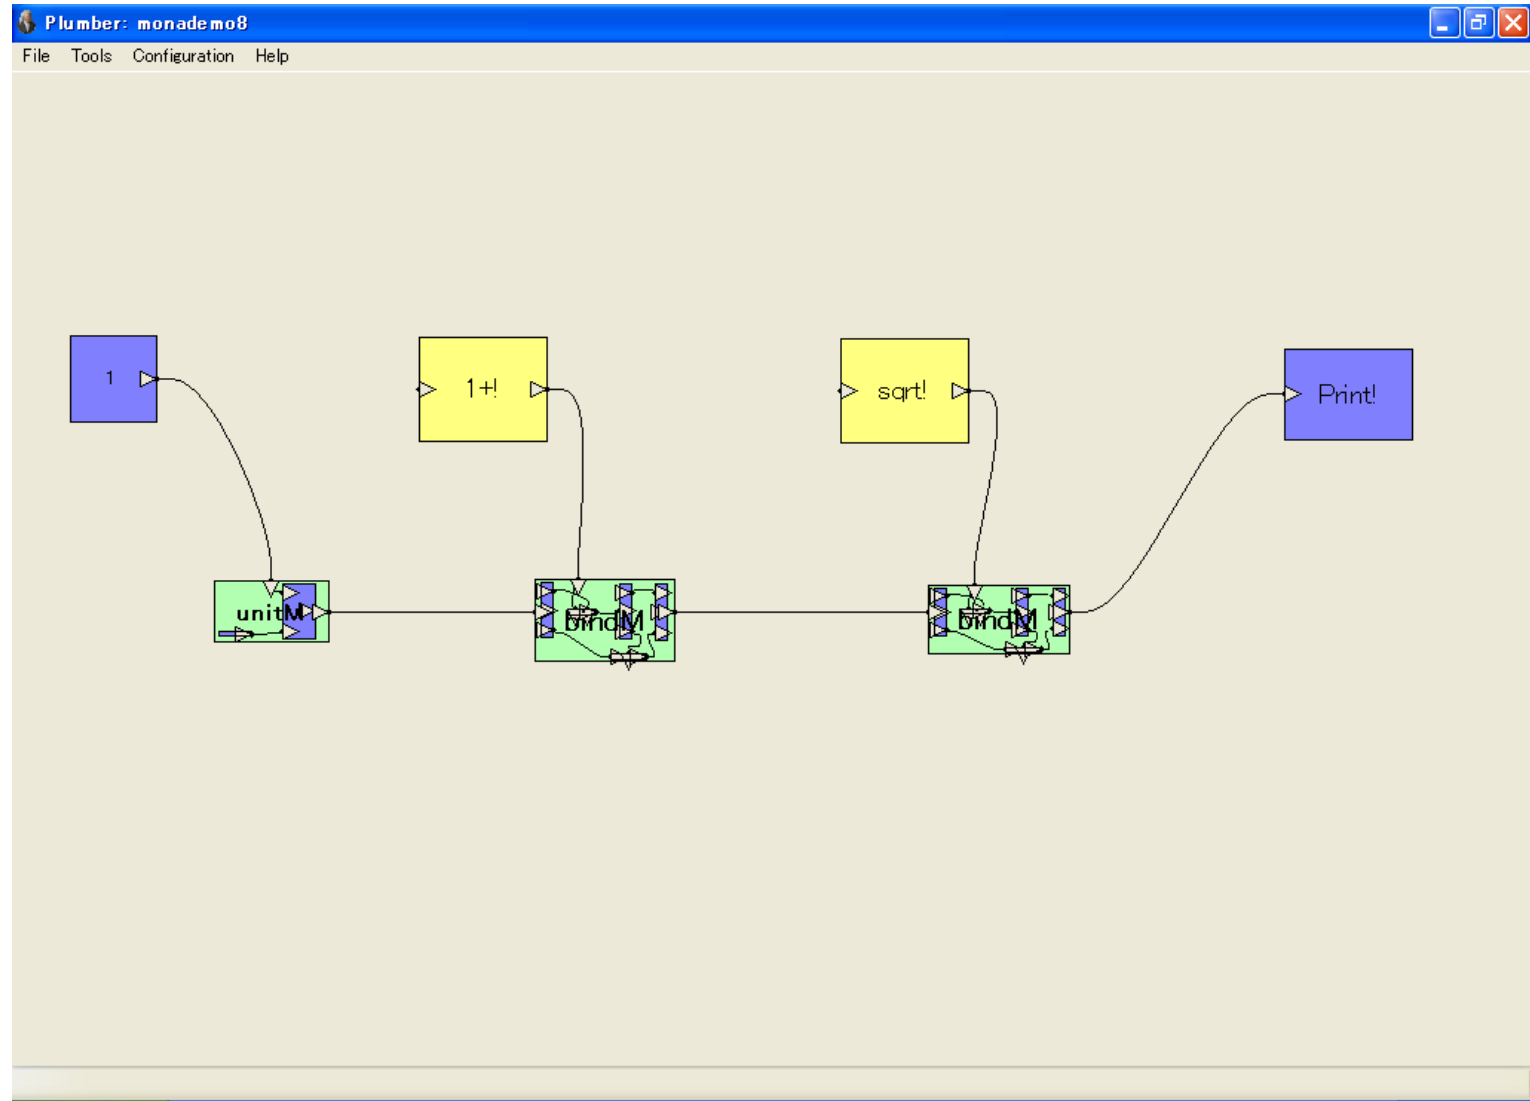 Plumber: monademo8
File Tools Configuration Help
1
1+!
sqrt!
Print!
unitM
bindM
bindM